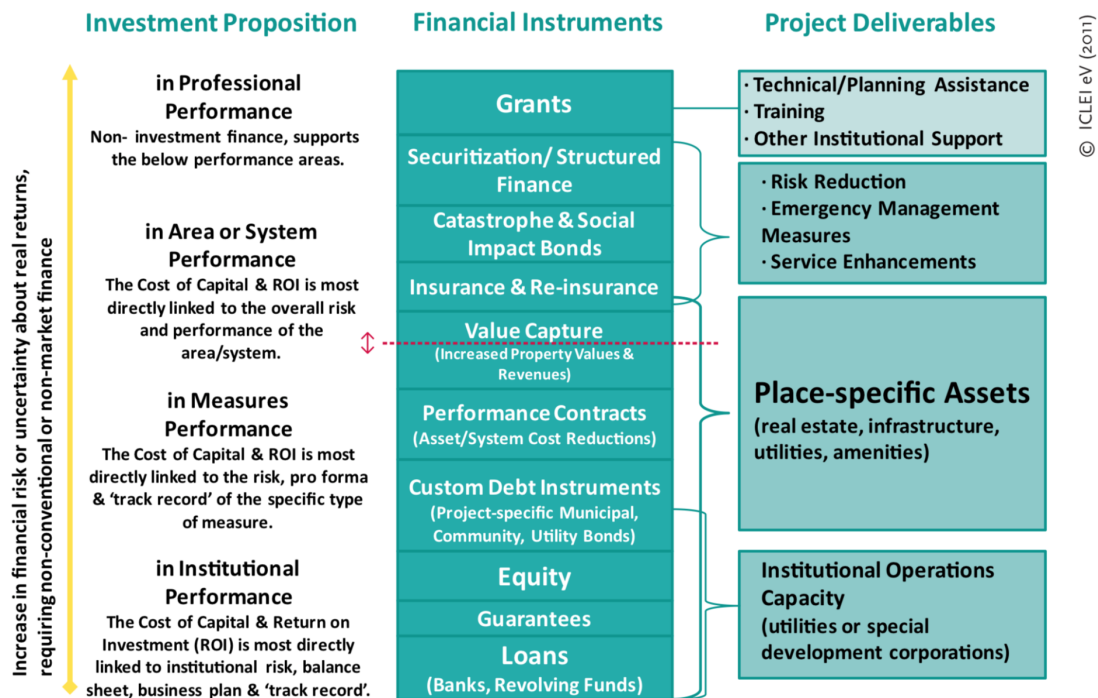 Investment Proposition
Financial Instruments
Project Deliverables
Increase in financial risk or uncertainty about real returns,
requiring non-conventional or non-market finance
in Professional
Performance
Non- investment finance, supports
the below performance areas.
in Area or System
Performance
The Cost of Capital & ROI is most
directly linked to the overall risk
and performance of the
area/system.
in Measures
Performance
The Cost of Capital & ROI is most
directly linked to the risk, pro forma
& ‘track record’ of the specific type
of measure.
in Institutional
Performance
The Cost of Capital & Return on
Investment (ROI) is most directly
linked to institutional risk, balance
sheet, business plan & ‘track record’.
Grants
Securitization/ Structured
Finance
Catastrophe & Social
Impact Bonds
Insurance & Re-insurance
Value Capture
(Increased Property Values &
Revenues)
Performance Contracts
(Asset/System Cost Reductions)
Custom Debt Instruments
(Project-specific Municipal,
Community, Utility Bonds)
Equity
Guarantees
Loans
(Banks, Revolving Funds)
· Technical/Planning Assistance
· Training
· Other Institutional Support
· Risk Reduction
· Emergency Management
Measures
· Service Enhancements
Place-specific Assets
(real estate, infrastructure,
utilities, amenities)
Institutional Operations
Capacity
(utilities or special
development corporations)
© ICLEI eV (2011)